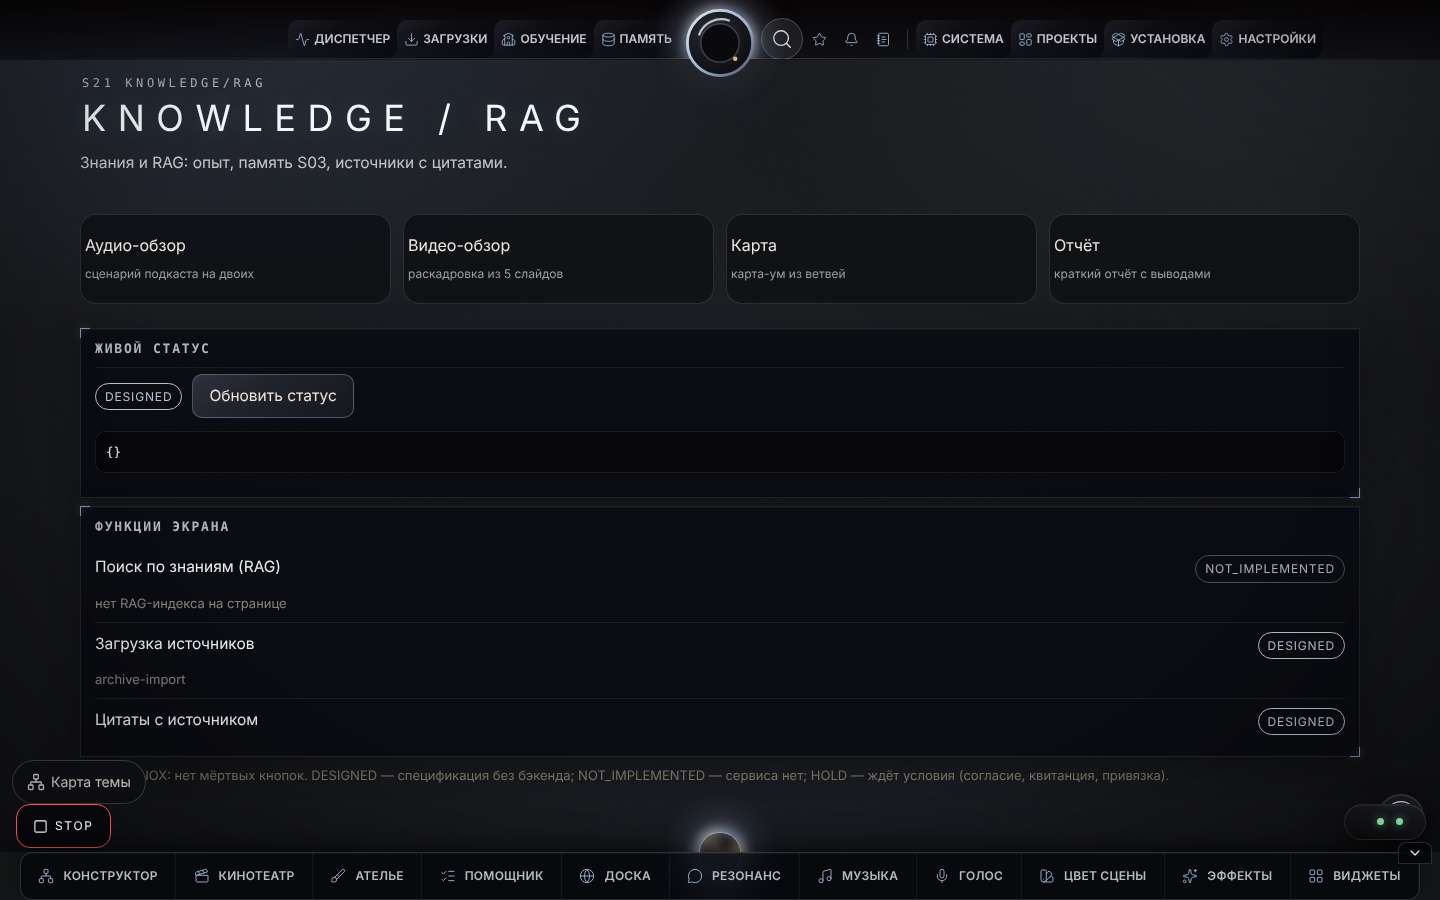 ДИСПЕТЧЕР ЗАГРУЗКИ ОБУЧЕНИЕ ПАМЯТЬ СИСТЕМА ПРОЕКТЫ УСТАНОВКА НАСТРОЙКИ
S21 KNOWLEDGE/RAG
KNOWLEDGE / RAG
Знания и RAG: опыт, память S03, источники с цитатами.
Аудио-обзор
сценарий подкаста на двоих
Видео-обзор
раскадровка из 5 слайдов
Карта
карта-ум из ветвей
Отчёт
краткий отчёт с выводами
ЖИВОЙ СТАТУС
DESIGNED Обновить статус
{}
ФУНКЦИИ ЭКРАНА
Поиск по знаниям (RAG) NOT_IMPLEMENTED
нет RAG-индекса на странице
Загрузка источников DESIGNED
archive-import
Цитаты с источником DESIGNED
нет мёртвых кнопок. DESIGNED — спецификация без бэкенда; NOT_IMPLEMENTED — сервиса нет; HOLD — ждёт условия (согласие, квитанция, привязка).
Карта темы
STOP
КОНСТРУКТОР КИНОТЕАТР АТЕЛЬЕ ПОМОЩНИК ДОСКА РЕЗОНАНС МУЗЫКА ГОЛОС ЦВЕТ СЦЕНЫ ЭФФЕКТЫ ВИДЖЕТЫ